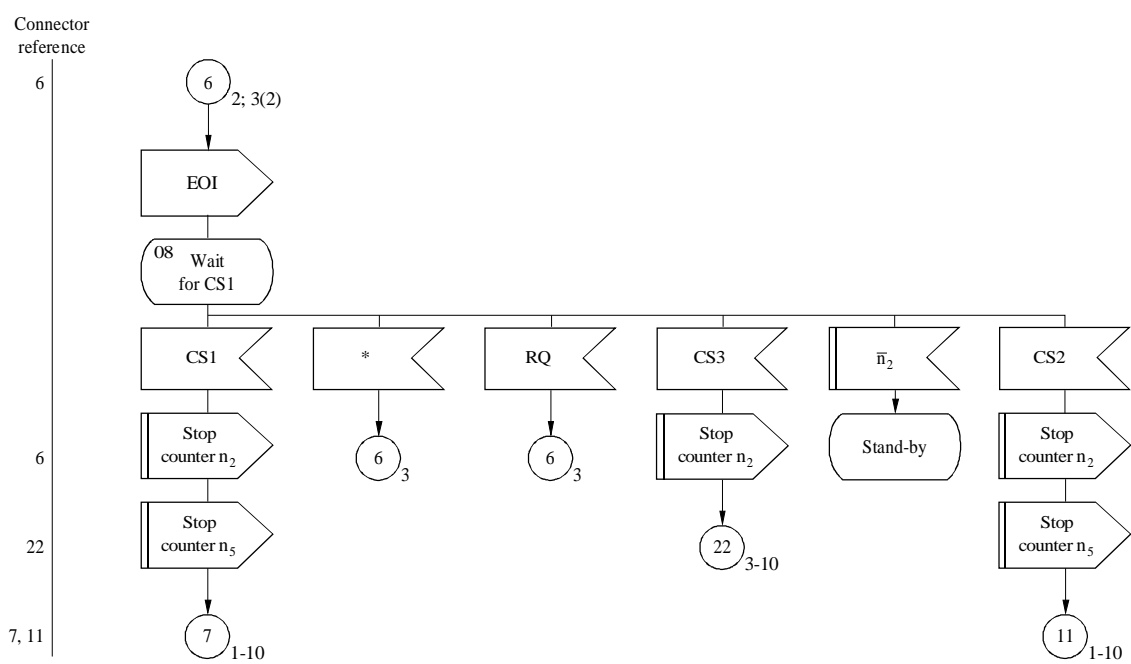 Connector
reference
6
6
2; 3(2)
EOI
08
Wait
for CS1
CS1
*
RQ
CS3
n̅₂
CS2
Stop
counter n₂
6
3
6
3
Stop
counter n₂
Stand-by
Stop
counter n₂
6
Stop
counter n₅
22
22
3-10
Stop
counter n₅
7, 11
7
1-10
11
1-10